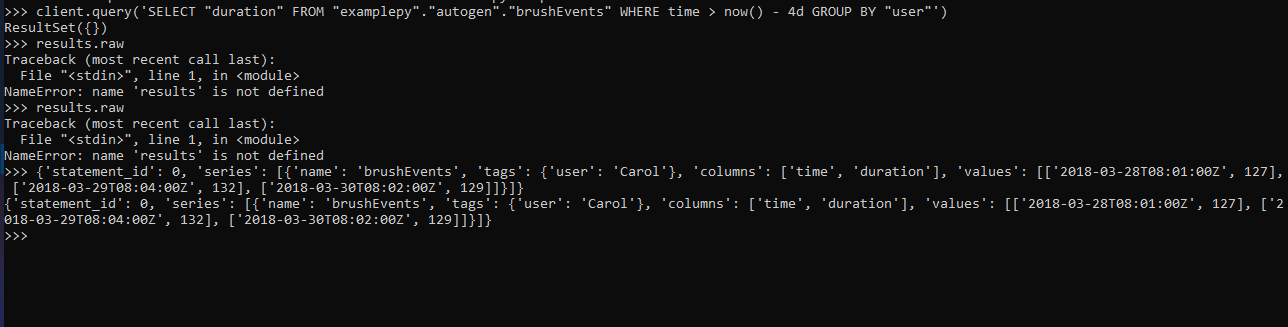 >>> client.query('SELECT "duration" FROM "examplepy"."autogen"."brushEvents" WHERE time > now() - 4d GROUP BY "user"')
ResultSet({})
>>> results.raw
Traceback (most recent call last):
  File "<stdin>", line 1, in <module>
NameError: name 'results' is not defined
>>> results.raw
Traceback (most recent call last):
  File "<stdin>", line 1, in <module>
NameError: name 'results' is not defined
>>> {'statement_id': 0, 'series': [{'name': 'brushEvents', 'tags': {'user': 'Carol'}, 'columns': ['time', 'duration'], 'values': [['2018-03-28T08:01:00Z', 127],
 ['2018-03-29T08:04:00Z', 132], ['2018-03-30T08:02:00Z', 129]]}]}
{'statement_id': 0, 'series': [{'name': 'brushEvents', 'tags': {'user': 'Carol'}, 'columns': ['time', 'duration'], 'values': [['2018-03-28T08:01:00Z', 127], ['2
018-03-29T08:04:00Z', 132], ['2018-03-30T08:02:00Z', 129]]}]}
>>>